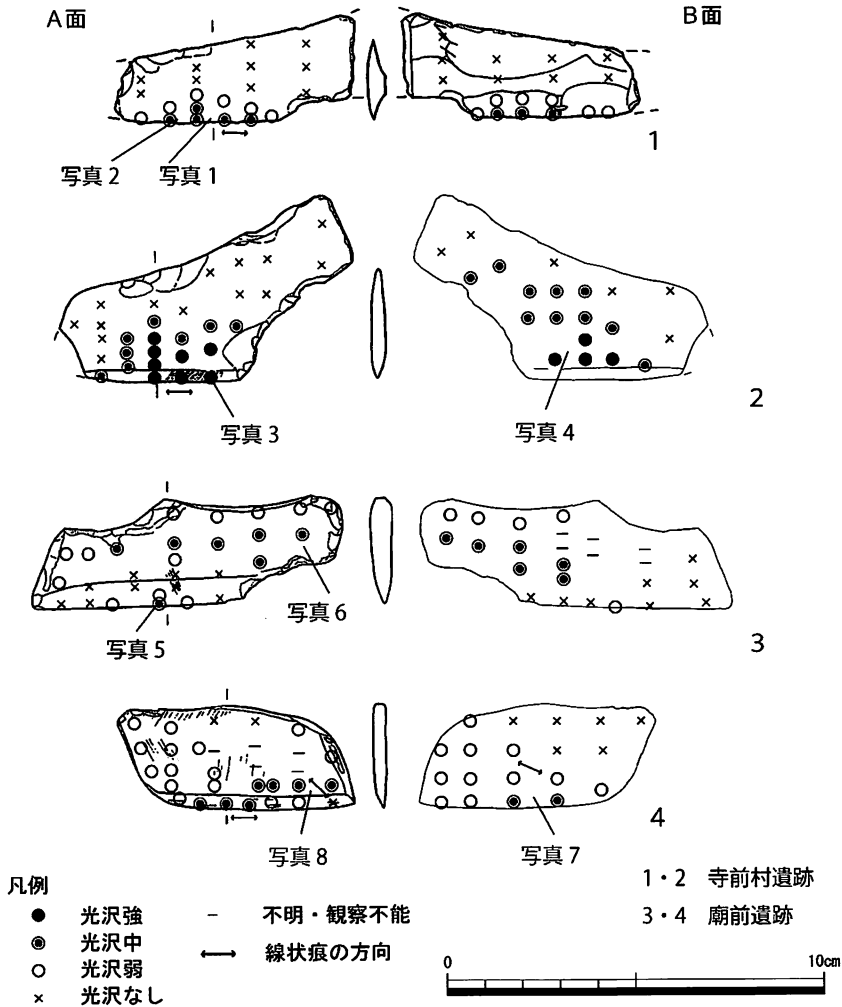 A面
B面
1
写真2 写真1
2
写真3
写真4
写真6
3
写真5
4
写真8
写真7
凡例
● 光沢強
◉ 光沢中
○ 光沢弱
× 光沢なし
− 不明・観察不能
↔ 線状痕の方向
1・2 寺前村遺跡
3・4 廟前遺跡
0 10cm